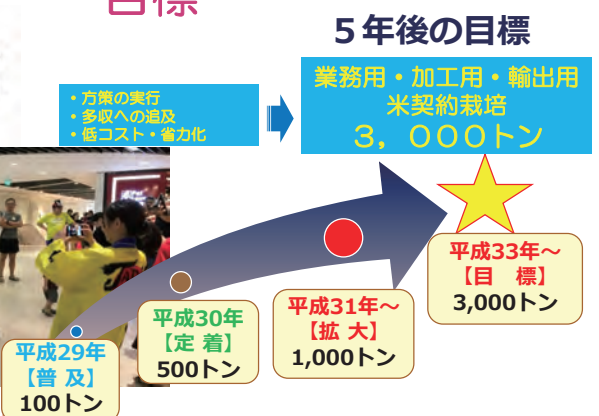 目標
５年後の目標
・方策の実行
・多収への追及
・低コスト・省力化
業務用・加工用・輸出用
米契約栽培
３，０００トン
平成33年～
【目　標】
3,000トン
平成31年～
【拡 大】
1,000トン
平成30年
【定 着】
500トン
平成29年
【普 及】
100トン